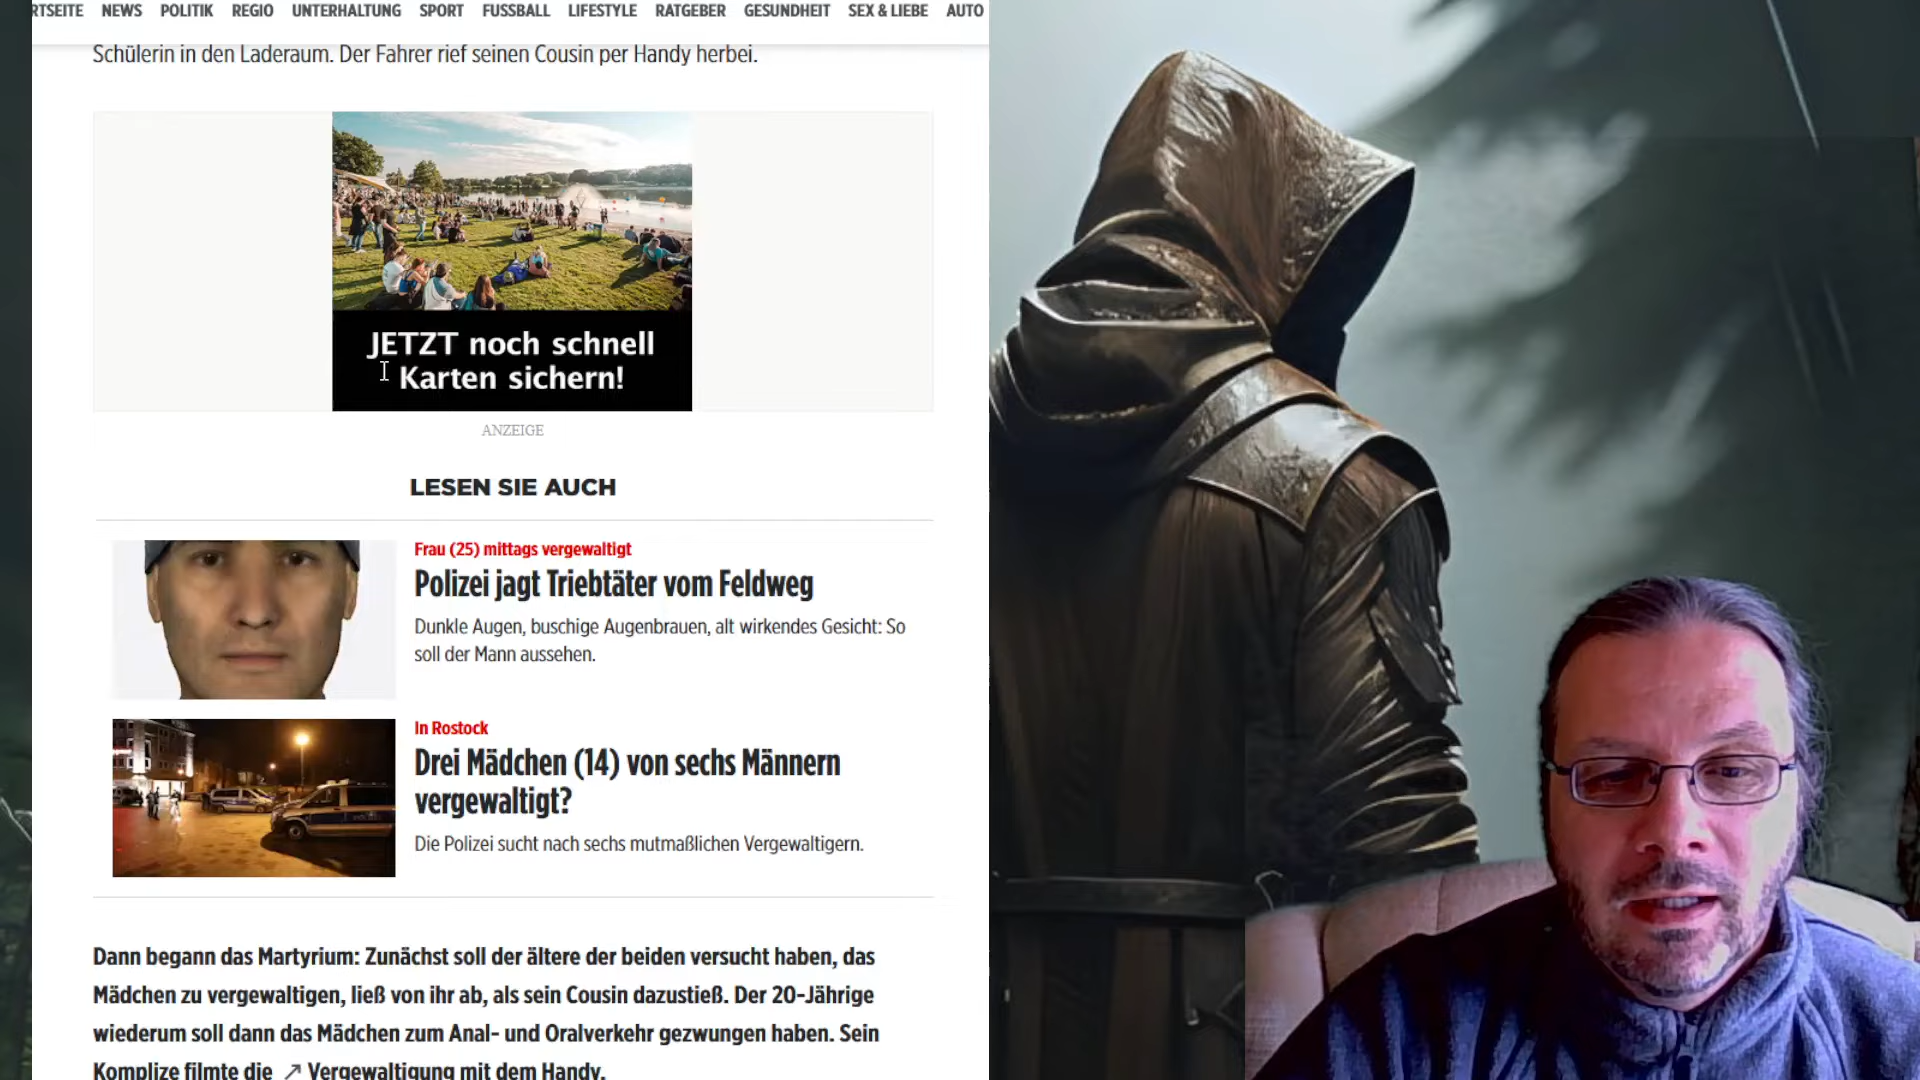 RTSEITE NEWS POLITIK REGIO UNTERHALTUNG SPORT FUSSBALL LIFESTYLE RATGEBER GESUNDHEIT SEX & LIEBE AUTO
Schülerin in den Laderaum. Der Fahrer rief seinen Cousin per Handy herbei.
JETZT noch schnell
Karten sichern!
ANZEIGE
LESEN SIE AUCH
Frau (25) mittags vergewaltigt
Polizei jagt Triebtäter vom Feldweg
Dunkle Augen, buschige Augenbrauen, alt wirkendes Gesicht: So
soll der Mann aussehen.
In Rostock
Drei Mädchen (14) von sechs Männern
vergewaltigt?
Die Polizei sucht nach sechs mutmaßlichen Vergewaltigern.
Dann begann das Martyrium: Zunächst soll der ältere der beiden versucht haben, das
Mädchen zu vergewaltigen, ließ von ihr ab, als sein Cousin dazustieß. Der 20-Jährige
wiederum soll dann das Mädchen zum Anal- und Oralverkehr gezwungen haben. Sein
Komplize filmte die ↗ Vergewaltigung mit dem Handy.